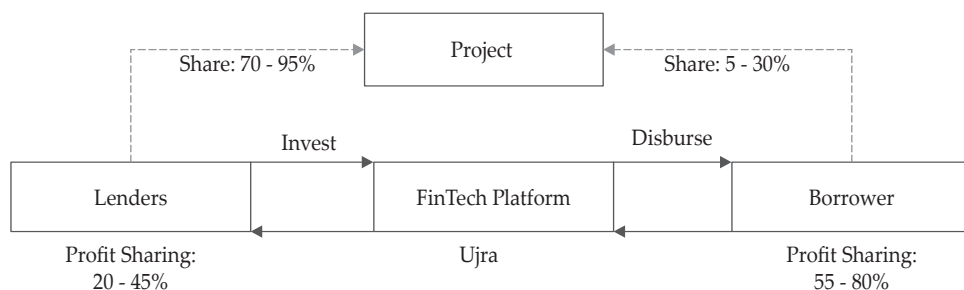 Project
Share: 70 - 95%
Share: 5 - 30%
Invest
Disburse
Lenders
FinTech Platform
Borrower
Profit Sharing:
20 - 45%
Ujra
Profit Sharing:
55 - 80%